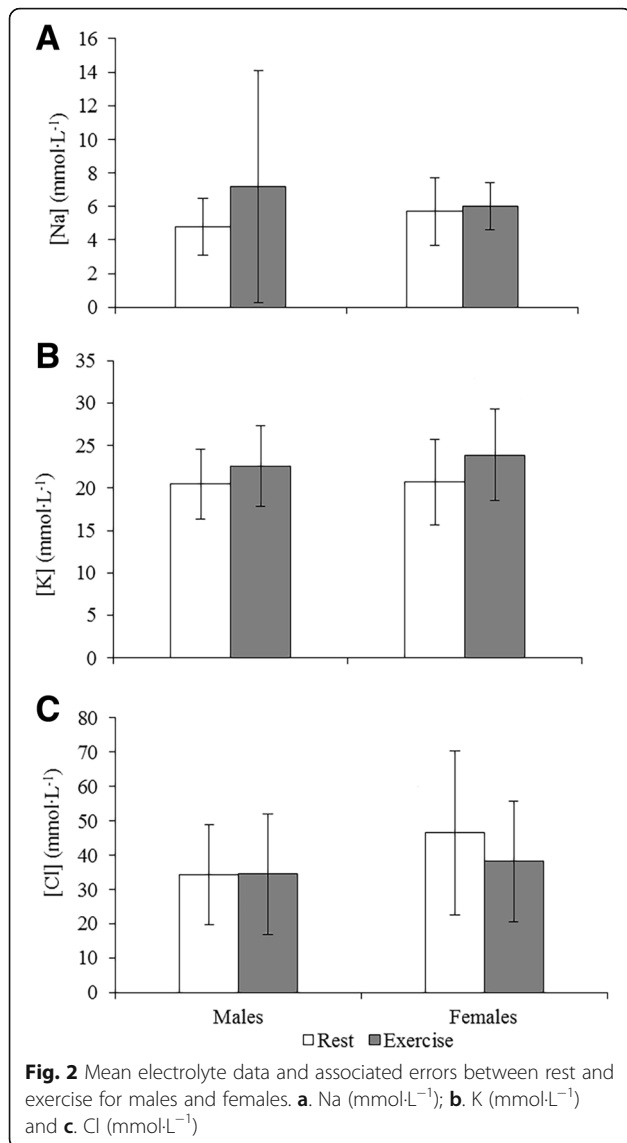 A
[Na] (mmol·L⁻¹)
16
14
12
10
8
6
4
2
0
B
[K] (mmol·L⁻¹)
35
30
25
20
15
10
5
0
C
[Cl] (mmol·L⁻¹)
80
70
60
50
40
30
20
10
0
Males Females
Rest Exercise
Fig. 2 Mean electrolyte data and associated errors between rest and
exercise for males and females. a. Na (mmol·L⁻¹); b. K (mmol·L⁻¹)
and c. Cl (mmol·L⁻¹)